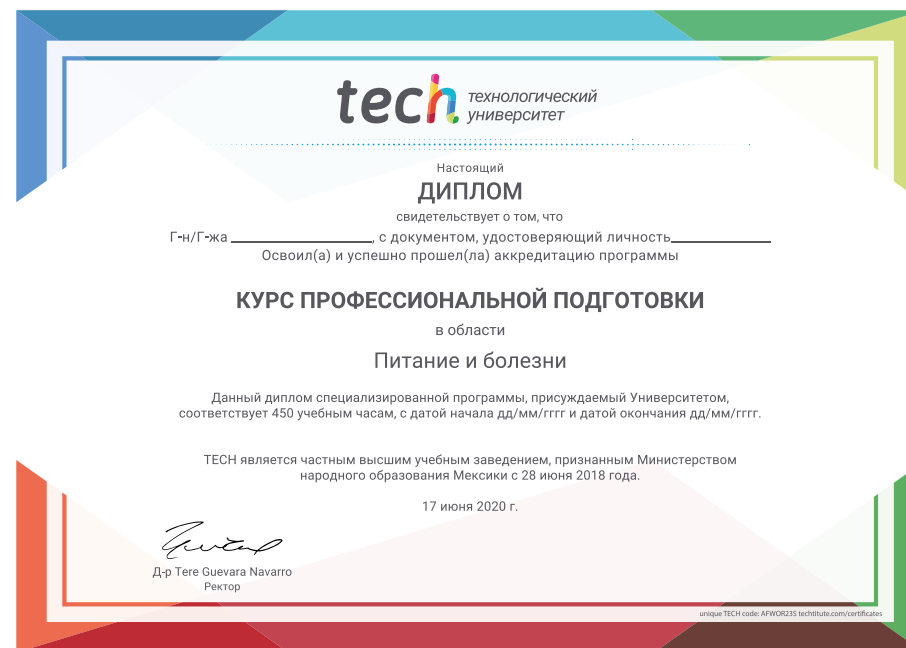 tech технологический
университет
Настоящий
ДИПЛОМ
свидетельствует о том, что
Г-н/Г-жа ____________, с документом, удостоверяющий личность____________
Освоил(а) и успешно прошел(ла) аккредитацию программы
КУРС ПРОФЕССИОНАЛЬНОЙ ПОДГОТОВКИ
в области
Питание и болезни
Данный диплом специализированной программы, присуждаемый Университетом,
соответствует 450 учебным часам, с датой начала дд/мм/гггг и датой окончания дд/мм/гггг.
TECH является частным высшим учебным заведением, признанным Министерством
народного образования Мексики с 28 июня 2018 года.
17 июня 2020 г.
Д-р Tere Guevara Navarro
Ректор
unique TECH code: AFWOR23S techtitute.com/certificates